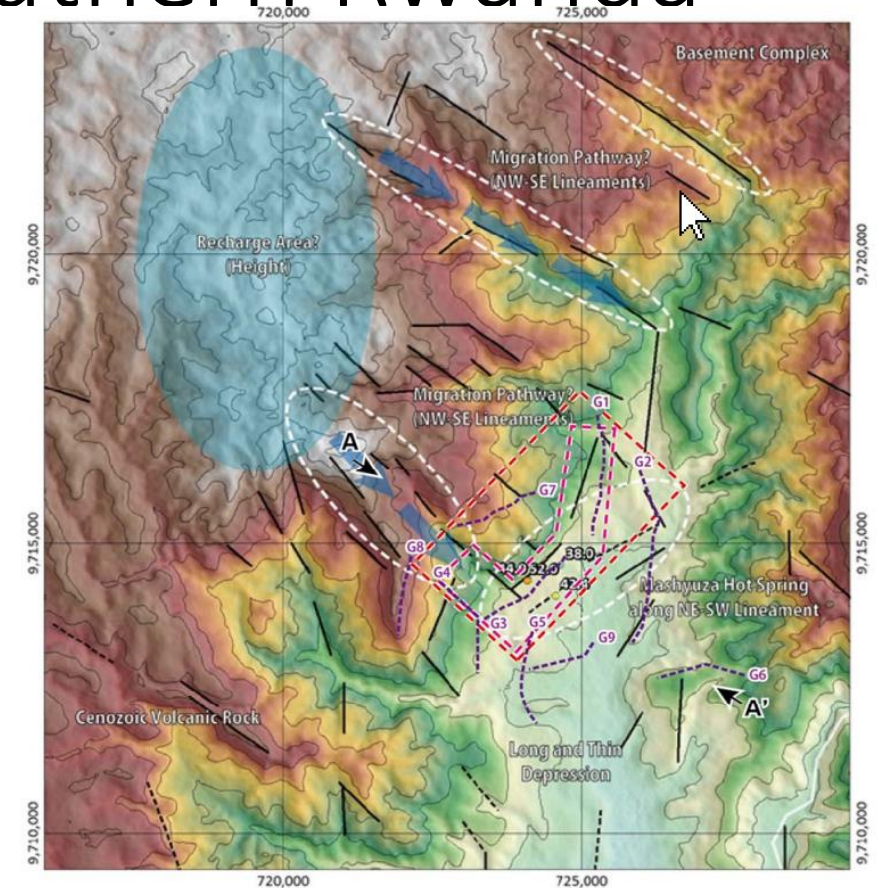 720,000
725,000
Basement Complex
Migration Pathway?
(NW-SE Lineaments)
Recharge Area?
(Height)
9,720,000
9,720,000
Migration Pathway?
(NW-SE Lineaments)
G1
A
G2
G7
9,715,000
9,715,000
G8
38.0
G4
42.1
Mashyuza Hot Spring
along NE-SW Lineament
G3
G5
G9
G6
A'
Cenozoic Volcanic Rock
Long and Thin
Depression
9,710,000
9,710,000
720,000
725,000